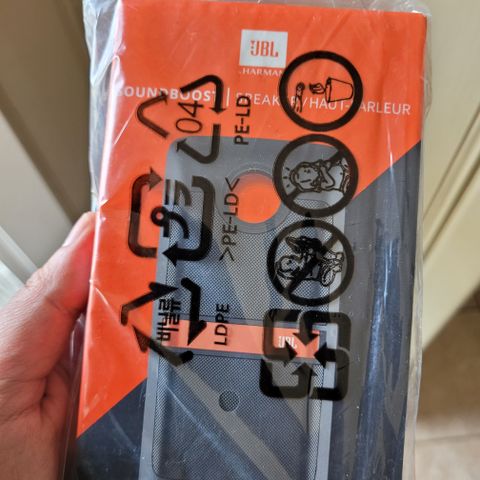 JBL
HARMAN
SOUNDBOOST | SPEAKER/HAUT-PARLEUR
04
PE-LD
>PE-LD<
비닐류
LDPE
JBL